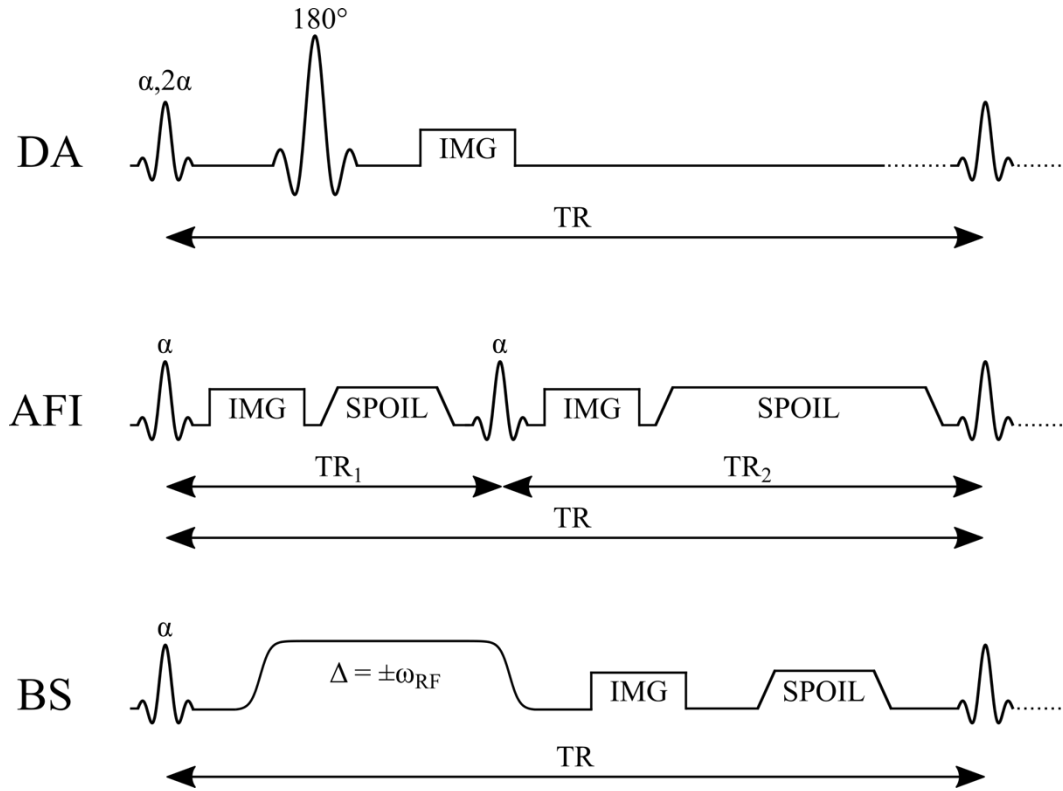 180°
α,2α
DA
IMG
TR
α
α
AFI
IMG
SPOIL
IMG
SPOIL
TR₁
TR₂
TR
α
BS
Δ = ±ω_RF
IMG
SPOIL
TR